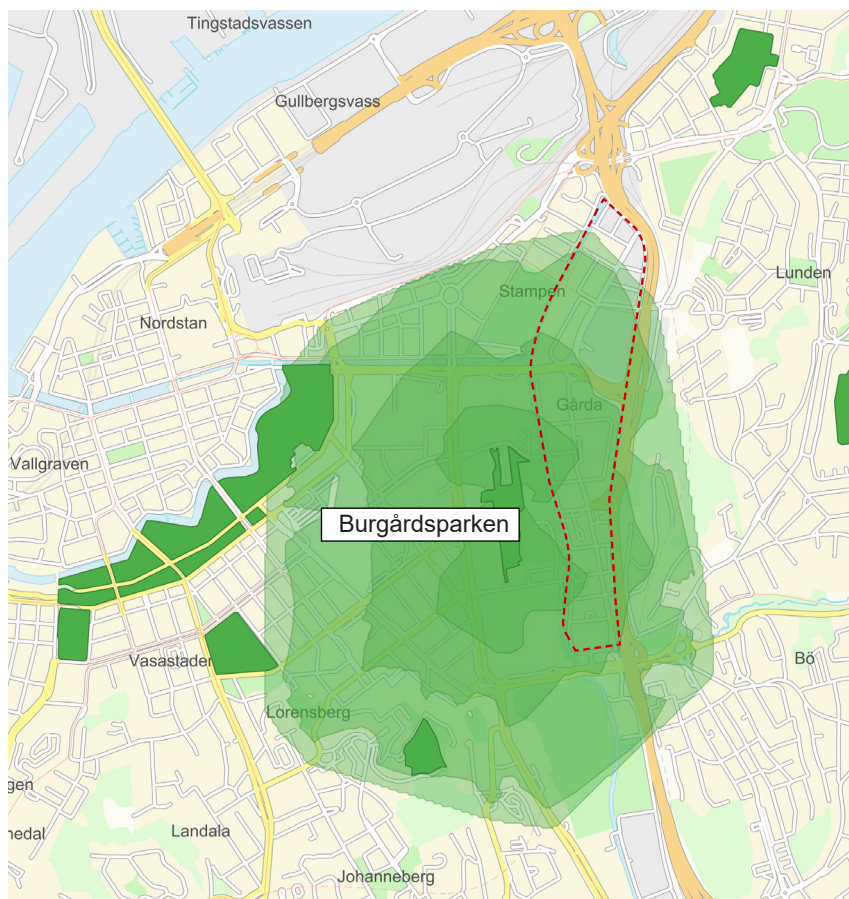 Tingstadsvassen
Gullbergsvass
Lunden
Stampen
Nordstan
Gårda
Vallgraven
Burgårdsparken
Bö
Vasastaden
Lorensberg
gen
nedal
Landala
Johanneberg